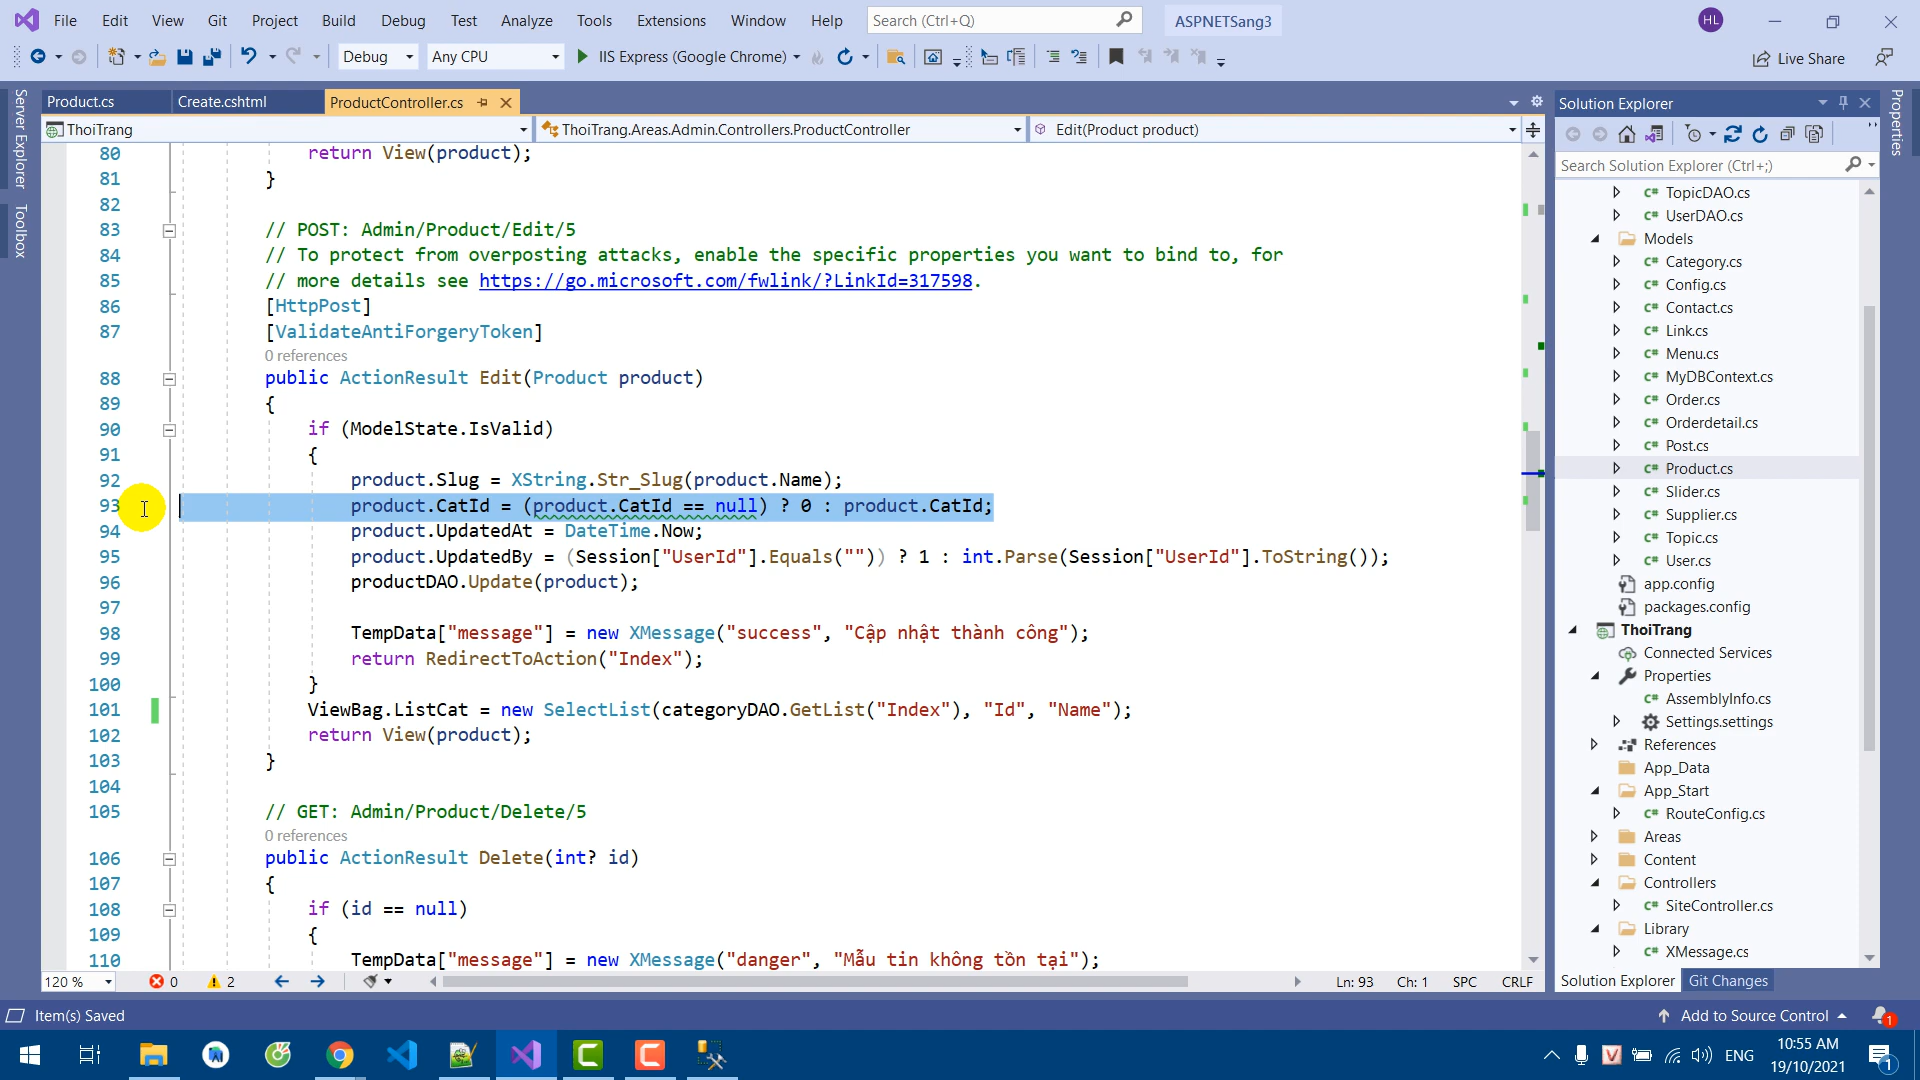 File Edit View Git Project Build Debug Test Analyze Tools Extensions Window Help Search (Ctrl+Q) ASPNETSang3 HL
Debug Any CPU IIS Express (Google Chrome) Live Share
Server Explorer
Toolbox
Product.cs Create.cshtml ProductController.cs
ThoiTrang ThoiTrang.Areas.Admin.Controllers.ProductController Edit(Product product)
80 return View(product);
81 }
82
83 // POST: Admin/Product/Edit/5
84 // To protect from overposting attacks, enable the specific properties you want to bind to, for
85 // more details see https://go.microsoft.com/fwlink/?LinkId=317598.
86 [HttpPost]
87 [ValidateAntiForgeryToken]
0 references
88 public ActionResult Edit(Product product)
89 {
90 if (ModelState.IsValid)
91 {
92 product.Slug = XString.Str_Slug(product.Name);
93 product.CatId = (product.CatId == null) ? 0 : product.CatId;
94 product.UpdatedAt = DateTime.Now;
95 product.UpdatedBy = (Session["UserId"].Equals("")) ? 1 : int.Parse(Session["UserId"].ToString());
96 productDAO.Update(product);
97
98 TempData["message"] = new XMessage("success", "Cập nhật thành công");
99 return RedirectToAction("Index");
100 }
101 ViewBag.ListCat = new SelectList(categoryDAO.GetList("Index"), "Id", "Name");
102 return View(product);
103 }
104
105 // GET: Admin/Product/Delete/5
0 references
106 public ActionResult Delete(int? id)
107 {
108 if (id == null)
109 {
110 TempData["message"] = new XMessage("danger", "Mẫu tin không tồn tại");
120 % 0 2 Ln: 93 Ch: 1 SPC CRLF
Solution Explorer
Search Solution Explorer (Ctrl+;)
C# TopicDAO.cs
C# UserDAO.cs
Models
C# Category.cs
C# Config.cs
C# Contact.cs
C# Link.cs
C# Menu.cs
C# MyDBContext.cs
C# Order.cs
C# Orderdetail.cs
C# Post.cs
C# Product.cs
C# Slider.cs
C# Supplier.cs
C# Topic.cs
C# User.cs
app.config
packages.config
ThoiTrang
Connected Services
Properties
C# AssemblyInfo.cs
Settings.settings
References
App_Data
App_Start
C# RouteConfig.cs
Areas
Content
Controllers
C# SiteController.cs
Library
C# XMessage.cs
Solution Explorer Git Changes
Properties
Item(s) Saved Add to Source Control 1
ENG 10:55 AM
19/10/2021 1